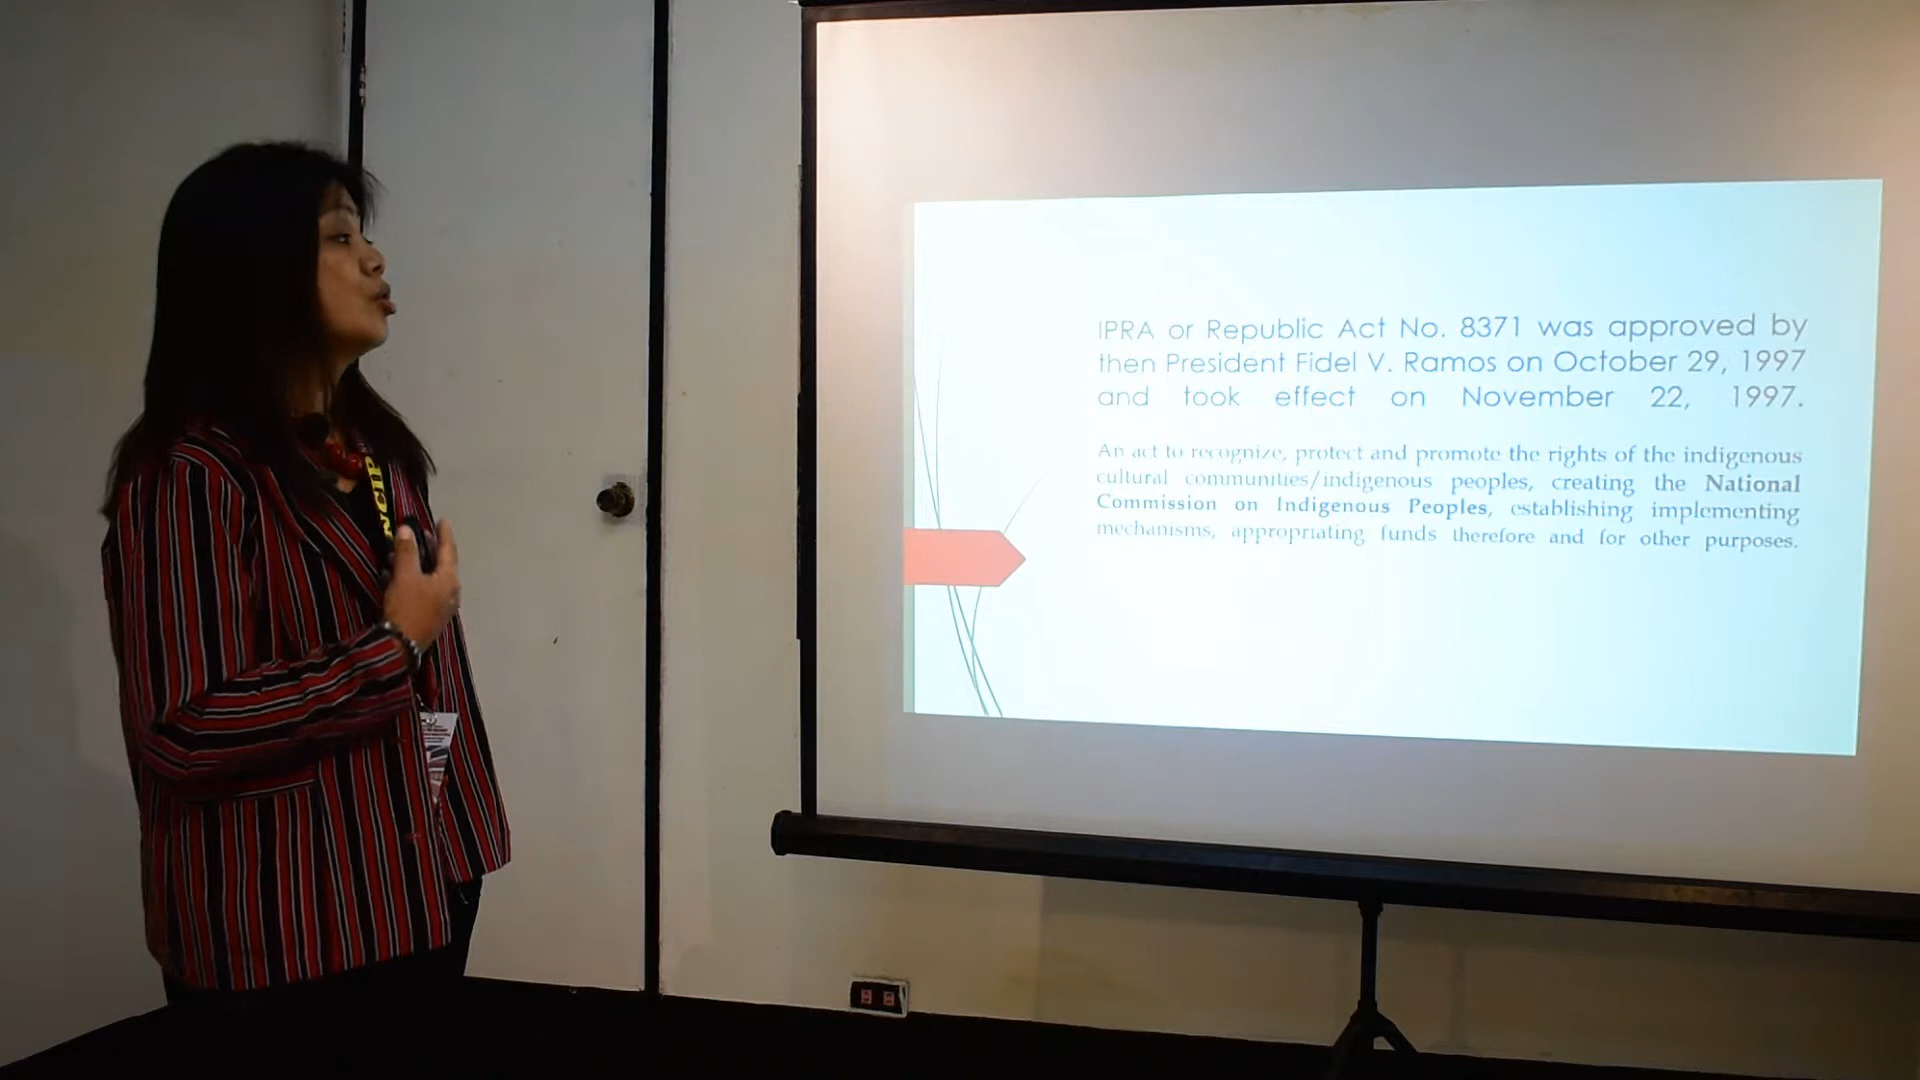 IPRA or Republic Act No. 8371 was approved by
then President Fidel V. Ramos on October 29, 1997
and took effect on November 22, 1997.
An act to recognize, protect and promote the rights of the indigenous
cultural communities/indigenous peoples, creating the National
Commission on Indigenous Peoples, establishing implementing
mechanisms, appropriating funds therefore and for other purposes.
NCIP